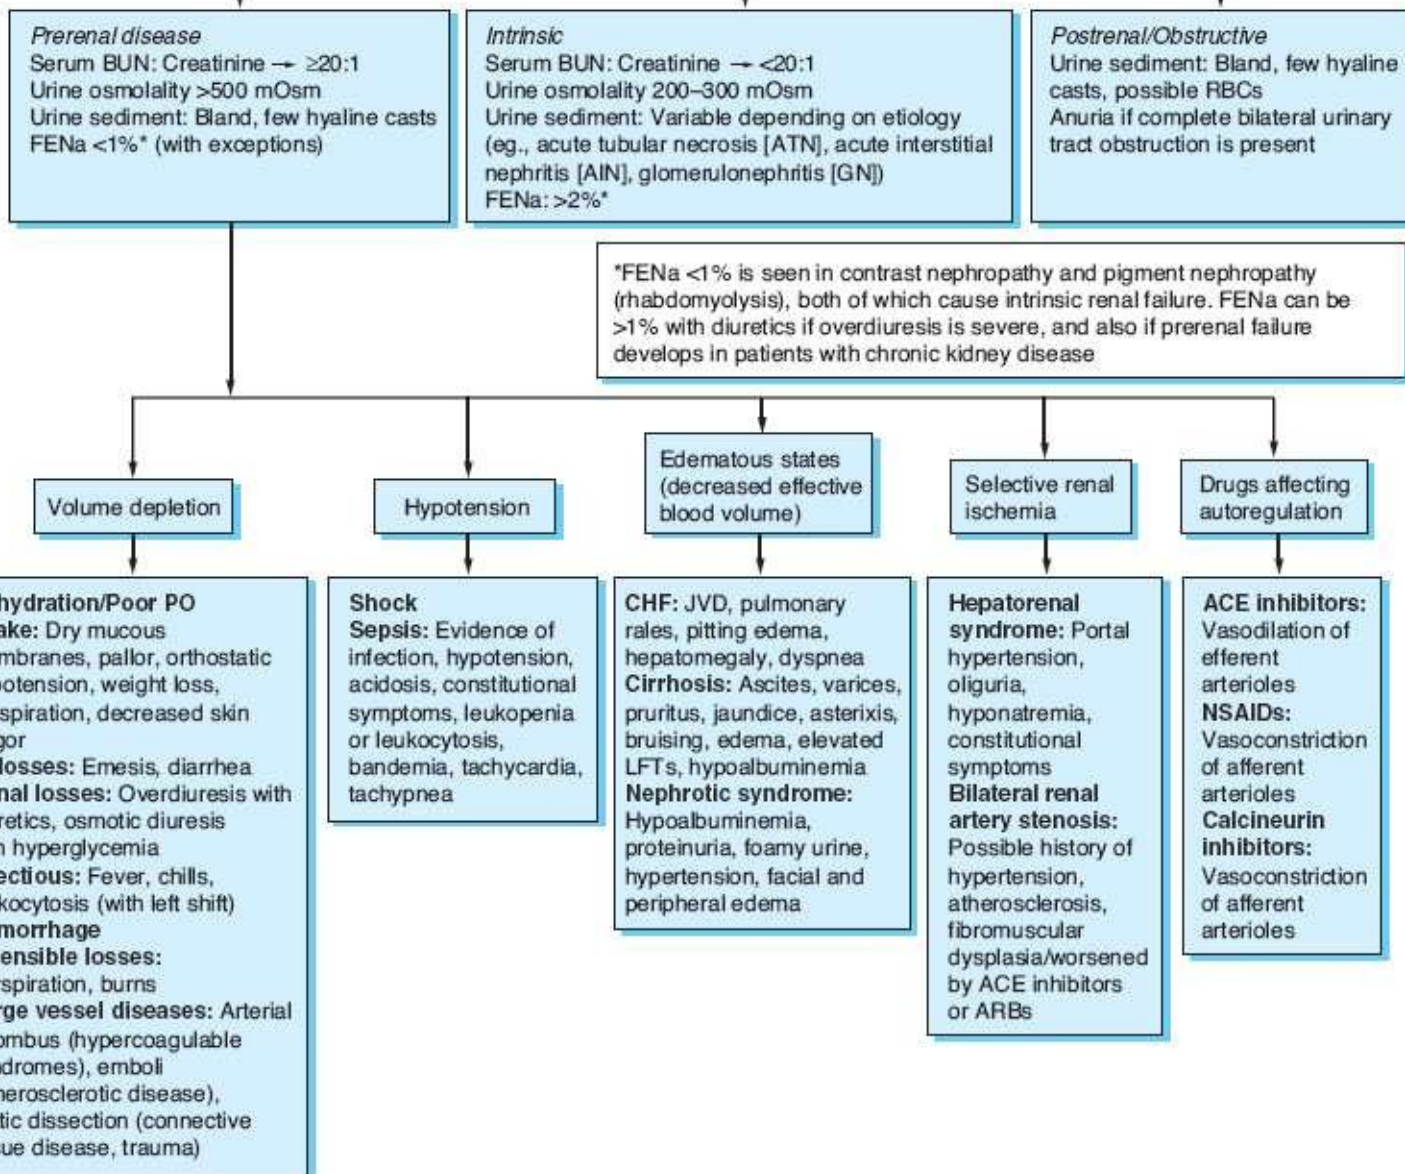 Prerenal disease
Serum BUN: Creatinine → ≥20:1
Urine osmolality >500 mOsm
Urine sediment: Bland, few hyaline casts
FENa <1%* (with exceptions)
Intrinsic
Serum BUN: Creatinine → <20:1
Urine osmolality 200–300 mOsm
Urine sediment: Variable depending on etiology
(eg., acute tubular necrosis [ATN], acute interstitial
nephritis [AIN], glomerulonephritis [GN])
FENa: >2%*
Postrenal/Obstructive
Urine sediment: Bland, few hyaline
casts, possible RBCs
Anuria if complete bilateral urinary
tract obstruction is present
*FENa <1% is seen in contrast nephropathy and pigment nephropathy
(rhabdomyolysis), both of which cause intrinsic renal failure. FENa can be
>1% with diuretics if overdiuresis is severe, and also if prerenal failure
develops in patients with chronic kidney disease
Volume depletion
Hypotension
Edematous states
(decreased effective
blood volume)
Selective renal
ischemia
Drugs affecting
autoregulation
hydration/Poor PO
ake: Dry mucous
mbranes, pallor, orthostatic
potension, weight loss,
spiration, decreased skin
gor
losses: Emesis, diarrhea
nal losses: Overdiuresis with
retics, osmotic diuresis
n hyperglycemia
ectious: Fever, chills,
kocytosis (with left shift)
morrhage
ensible losses:
rspiration, burns
rge vessel diseases: Arterial
ombus (hypercoagulable
ndromes), emboli
herosclerotic disease),
tic dissection (connective
sue disease, trauma)
Shock
Sepsis: Evidence of
infection, hypotension,
acidosis, constitutional
symptoms, leukopenia
or leukocytosis,
bandemia, tachycardia,
tachypnea
CHF: JVD, pulmonary
rales, pitting edema,
hepatomegaly, dyspnea
Cirrhosis: Ascites, varices,
pruritus, jaundice, asterixis,
bruising, edema, elevated
LFTs, hypoalbuminemia
Nephrotic syndrome:
Hypoalbuminemia,
proteinuria, foamy urine,
hypertension, facial and
peripheral edema
Hepatorenal
syndrome: Portal
hypertension,
oliguria,
hyponatremia,
constitutional
symptoms
Bilateral renal
artery stenosis:
Possible history of
hypertension,
atherosclerosis,
fibromuscular
dysplasia/worsened
by ACE inhibitors
or ARBs
ACE inhibitors:
Vasodilation of
efferent
arterioles
NSAIDs:
Vasoconstriction
of afferent
arterioles
Calcineurin
inhibitors:
Vasoconstriction
of afferent
arterioles